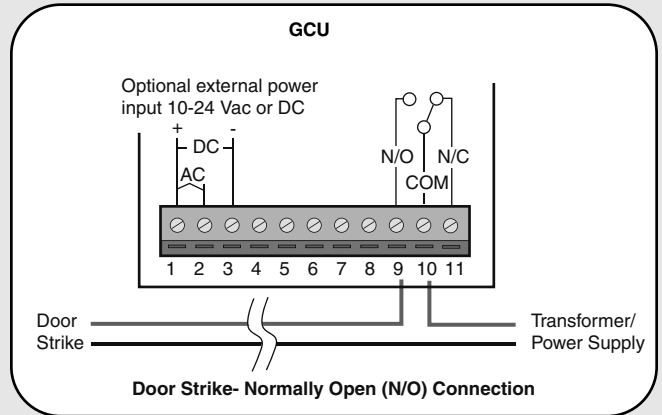 GCU
Optional external power
input 10-24 Vac or DC
+ -
DC
AC
N/O N/C
COM
1 2 3 4 5 6 7 8 9 10 11
Door
Strike
Transformer/
Power Supply
Door Strike- Normally Open (N/O) Connection